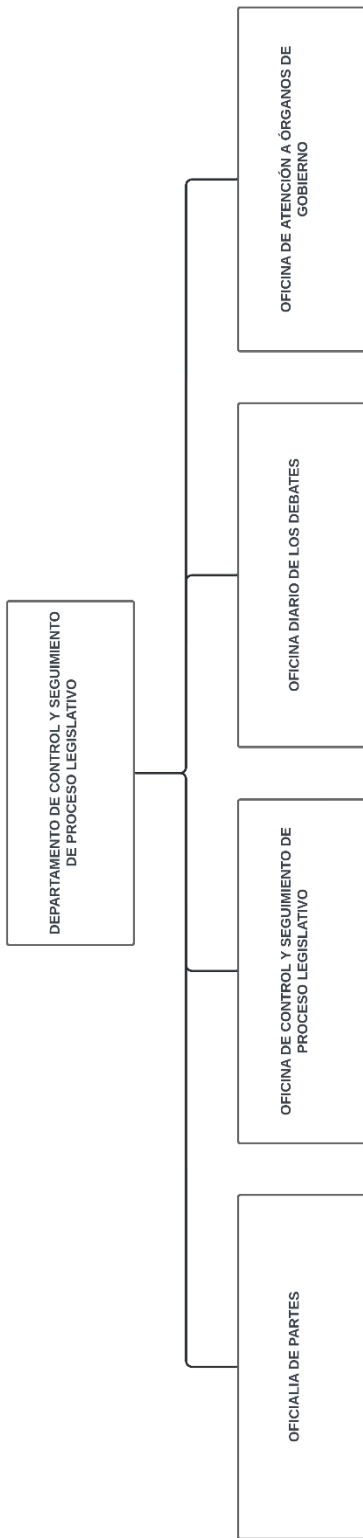 DEPARTAMENTO DE CONTROL Y SEGUIMIENTO
DE PROCESO LEGISLATIVO
OFICIALIA DE PARTES
OFICINA DE CONTROL Y SEGUIMIENTO DE
PROCESO LEGISLATIVO
OFICINA DIARIO DE LOS DEBATES
OFICINA DE ATENCIÓN A ÓRGANOS DE
GOBIERNO